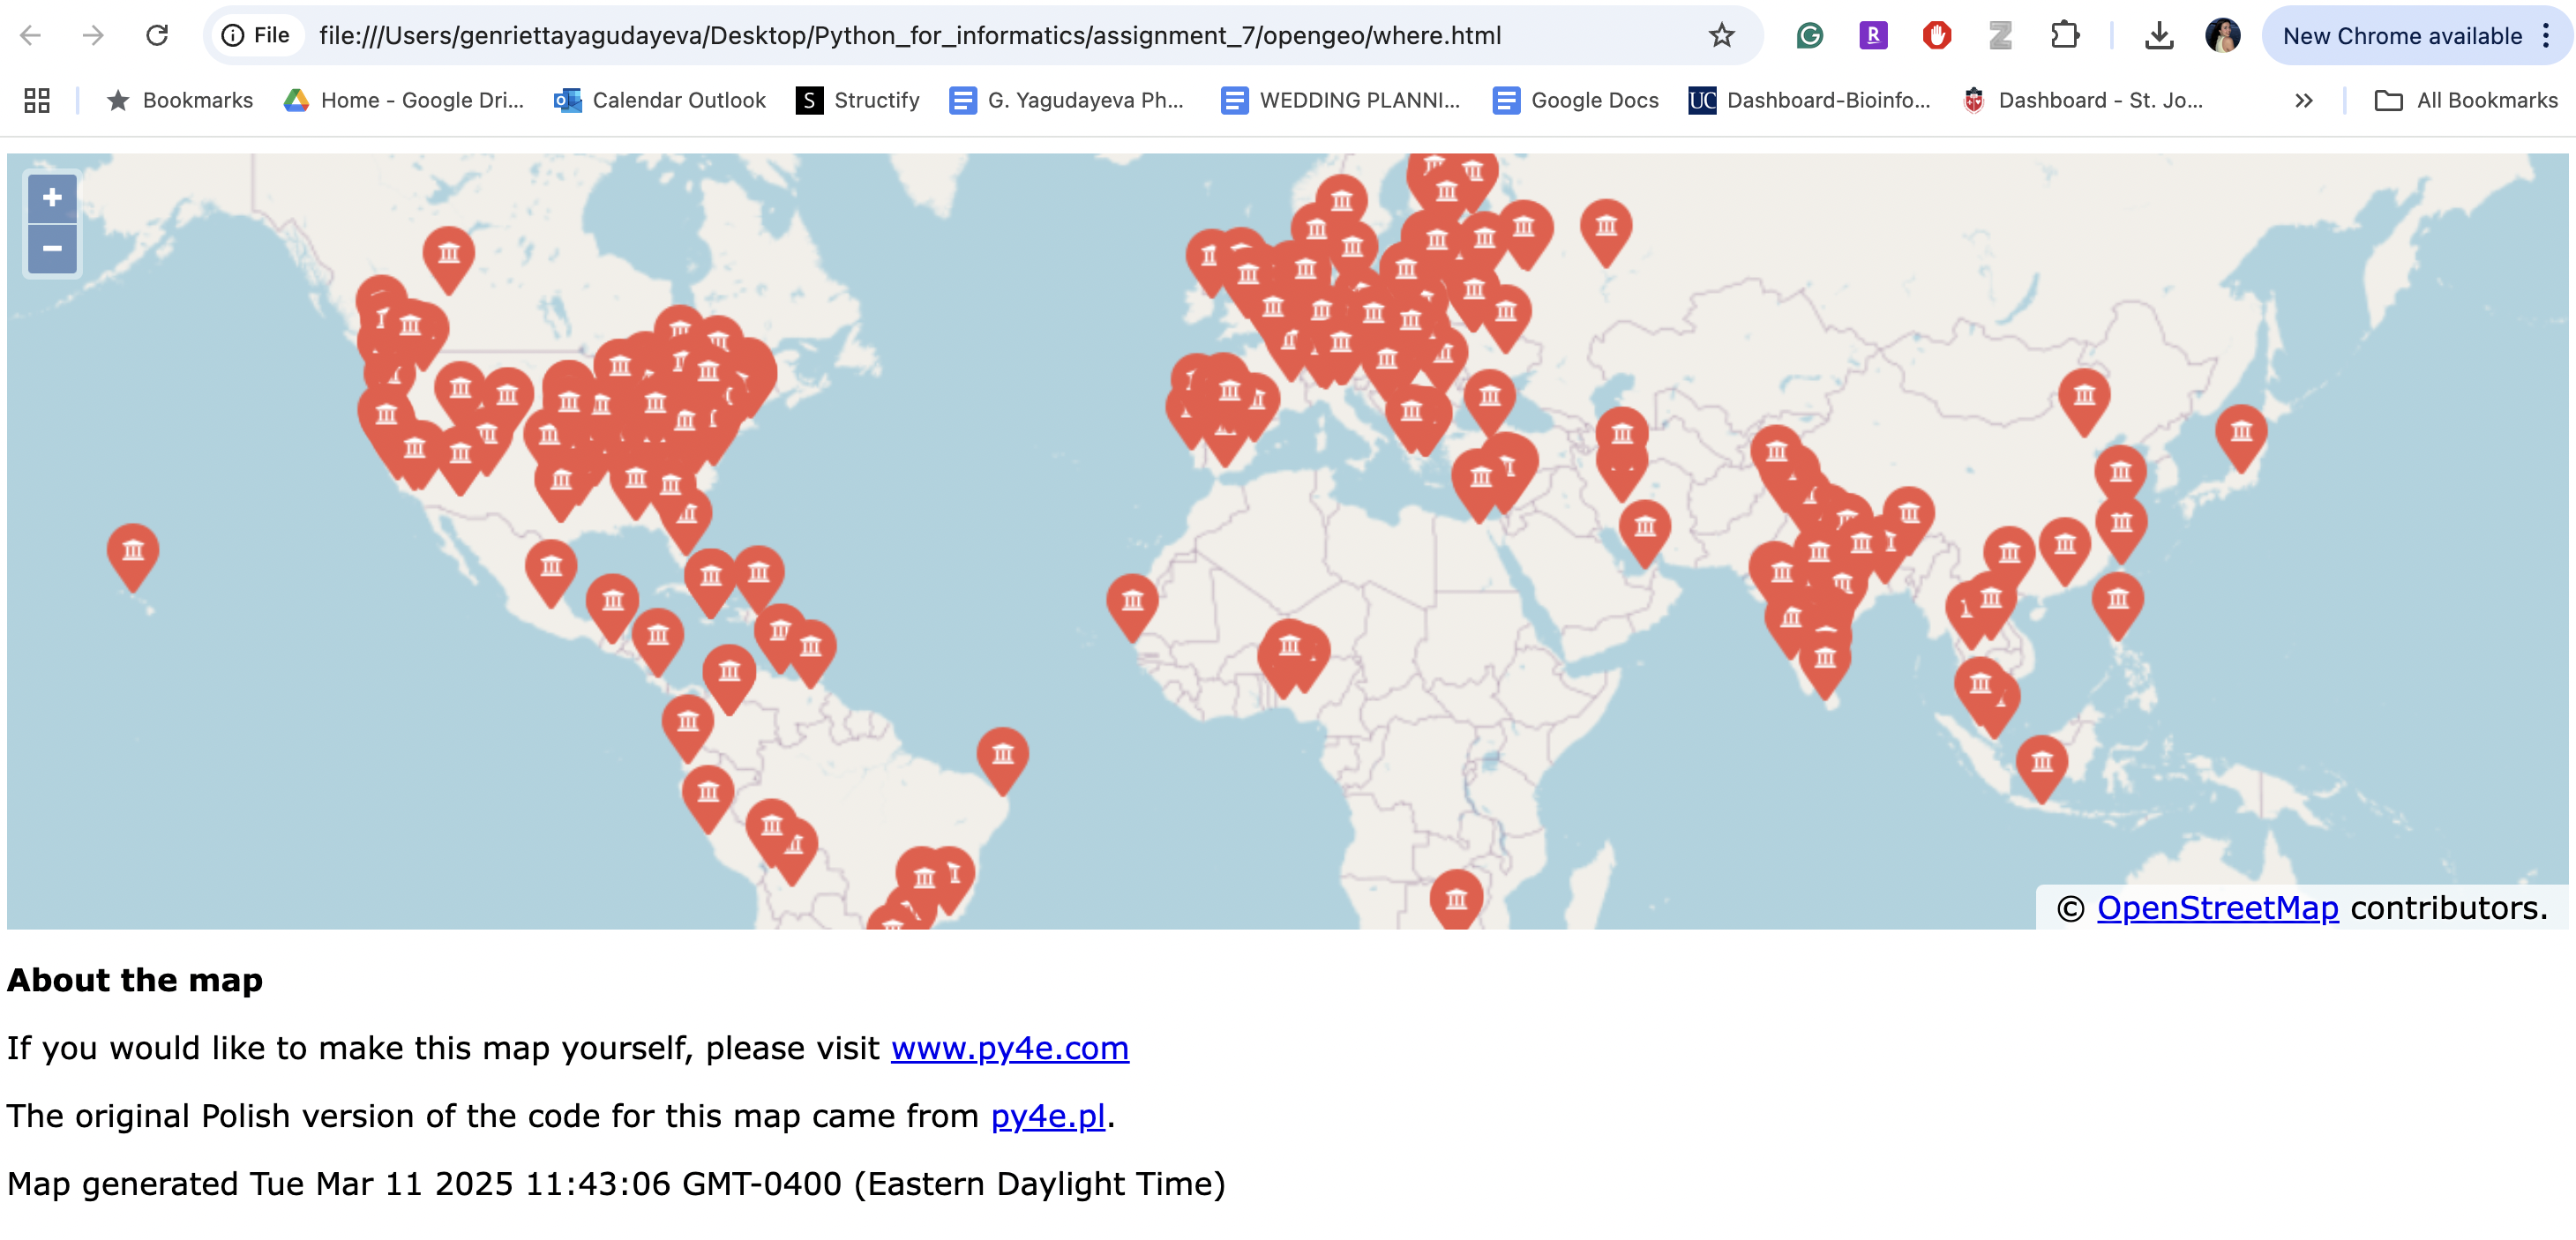 File file:///Users/genriettayagudayeva/Desktop/Python_for_informatics/assignment_7/opengeo/where.html New Chrome available
Bookmarks Home - Google Dri... Calendar Outlook S Structify G. Yagudayeva Ph... WEDDING PLANNI... Google Docs UC Dashboard-Bioinfo... Dashboard - St. Jo... » All Bookmarks
+
−
© OpenStreetMap contributors.
About the map
If you would like to make this map yourself, please visit www.py4e.com
The original Polish version of the code for this map came from py4e.pl.
Map generated Tue Mar 11 2025 11:43:06 GMT-0400 (Eastern Daylight Time)